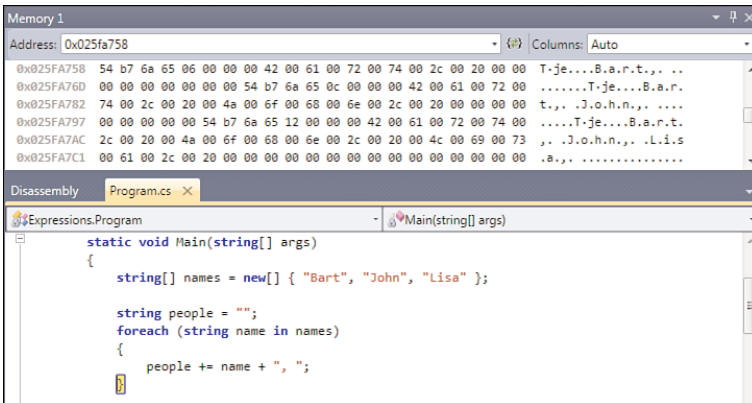 Memory 1
Address: 0x025fa758 Columns: Auto
0x025FA758 54 b7 6a 65 06 00 00 00 42 00 61 00 72 00 74 00 2c 00 20 00 00 T·je....B.a.r.t.,. ..
0x025FA76D 00 00 00 00 00 00 00 54 b7 6a 65 0c 00 00 00 42 00 61 00 72 00 .......T·je....B.a.r.
0x025FA782 74 00 2c 00 20 00 4a 00 6f 00 68 00 6e 00 2c 00 20 00 00 00 00 t.,. .J.o.h.n.,. ....
0x025FA797 00 00 00 00 00 54 b7 6a 65 12 00 00 00 42 00 61 00 72 00 74 00 .....T·je....B.a.r.t.
0x025FA7AC 2c 00 20 00 4a 00 6f 00 68 00 6e 00 2c 00 20 00 4c 00 69 00 73 ,. .J.o.h.n.,. .L.i.s
0x025FA7C1 00 61 00 2c 00 20 00 00 00 00 00 00 00 00 00 00 00 00 00 00 00 .a.,. ...............
Disassembly Program.cs
Expressions.Program Main(string[] args)
static void Main(string[] args)
{
string[] names = new[] { "Bart", "John", "Lisa" };
string people = "";
foreach (string name in names)
{
people += name + ", ";
}